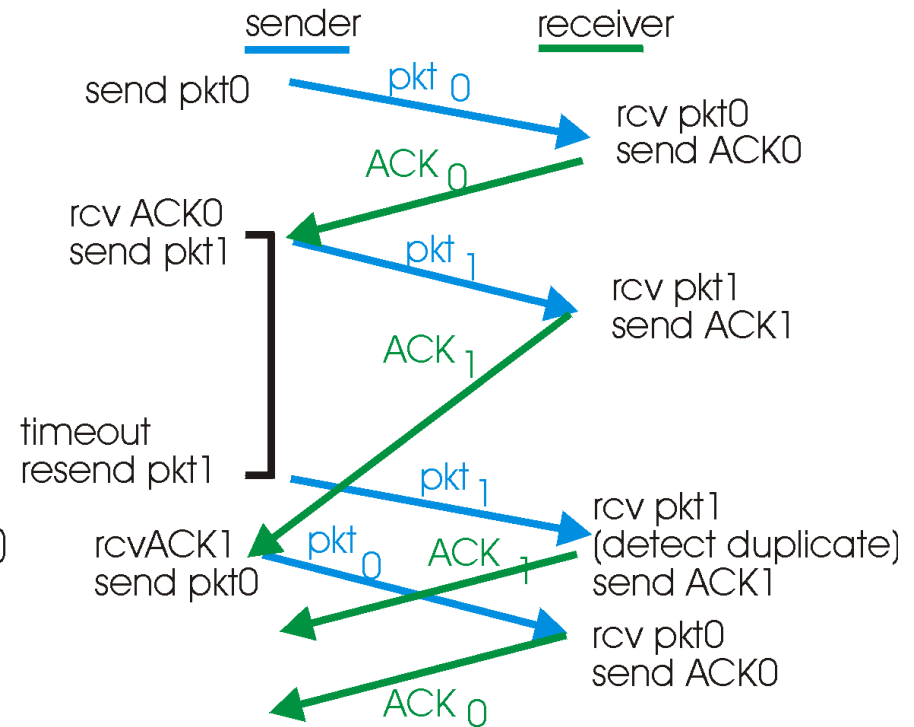 sender
receiver
send pkt0
pkt 0
rcv pkt0
send ACK0
ACK 0
rcv ACK0
send pkt1
pkt 1
rcv pkt1
send ACK1
ACK 1
timeout
resend pkt1
pkt 1
rcv pkt1
(detect duplicate)
send ACK1
rcvACK1
send pkt0
pkt 0
ACK 1
rcv pkt0
send ACK0
ACK 0